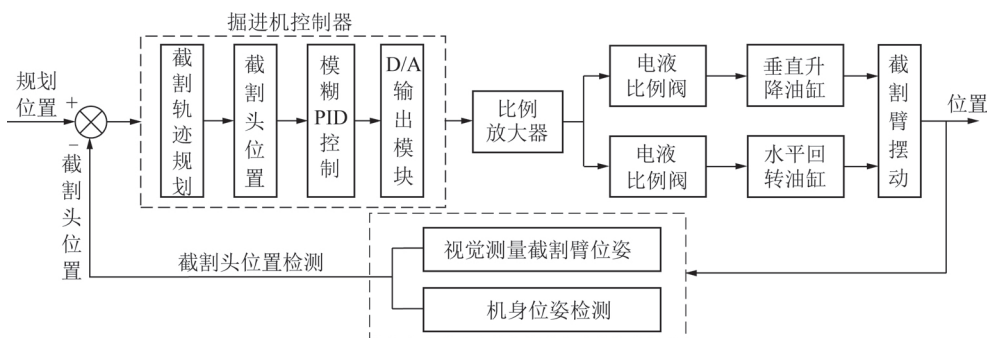 掘进机控制器
规划
位置
+
−
截割头位置
截割轨迹规划
截割头位置
模糊
PID
控制
D/A
输出模块
比例
放大器
电液
比例阀
垂直升
降油缸
电液
比例阀
水平回
转油缸
截割臂摆动
位置
截割头位置检测
视觉测量截割臂位姿
机身位姿检测